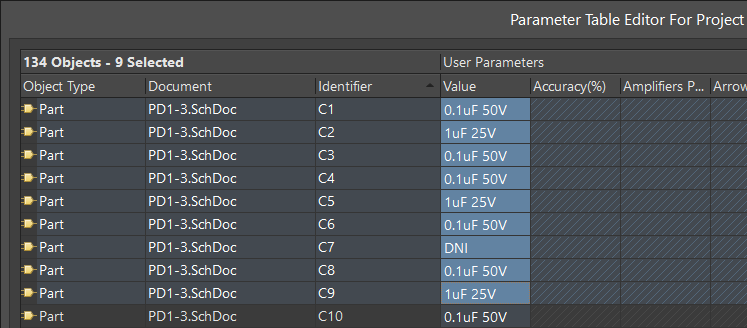 Parameter Table Editor For Project
134 Objects - 9 Selected User Parameters
Object Type Document Identifier Value Accuracy(%) Amplifiers P... Arrow
Part PD1-3.SchDoc C1 0.1uF 50V
Part PD1-3.SchDoc C2 1uF 25V
Part PD1-3.SchDoc C3 0.1uF 50V
Part PD1-3.SchDoc C4 0.1uF 50V
Part PD1-3.SchDoc C5 1uF 25V
Part PD1-3.SchDoc C6 0.1uF 50V
Part PD1-3.SchDoc C7 DNI
Part PD1-3.SchDoc C8 0.1uF 50V
Part PD1-3.SchDoc C9 1uF 25V
Part PD1-3.SchDoc C10 0.1uF 50V